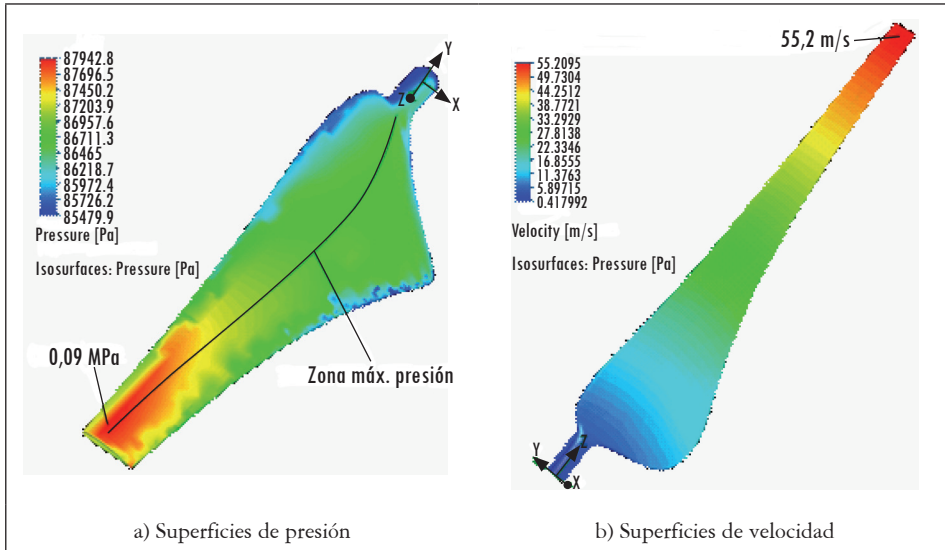 87942.8
87696.5
87450.2
87203.9
86957.6
86711.3
86465
86218.7
85972.4
85726.2
85479.9
Pressure [Pa]
Isosurfaces: Pressure [Pa]
Y
Z
X
0,09 MPa
Zona máx. presión
a) Superficies de presión
55,2 m/s
55.2095
49.7304
44.2512
38.7721
33.2929
27.8138
22.3346
16.8555
11.3763
5.89715
0.417992
Velocity [m/s]
Isosurfaces: Pressure [Pa]
Y
Z
X
b) Superficies de velocidad